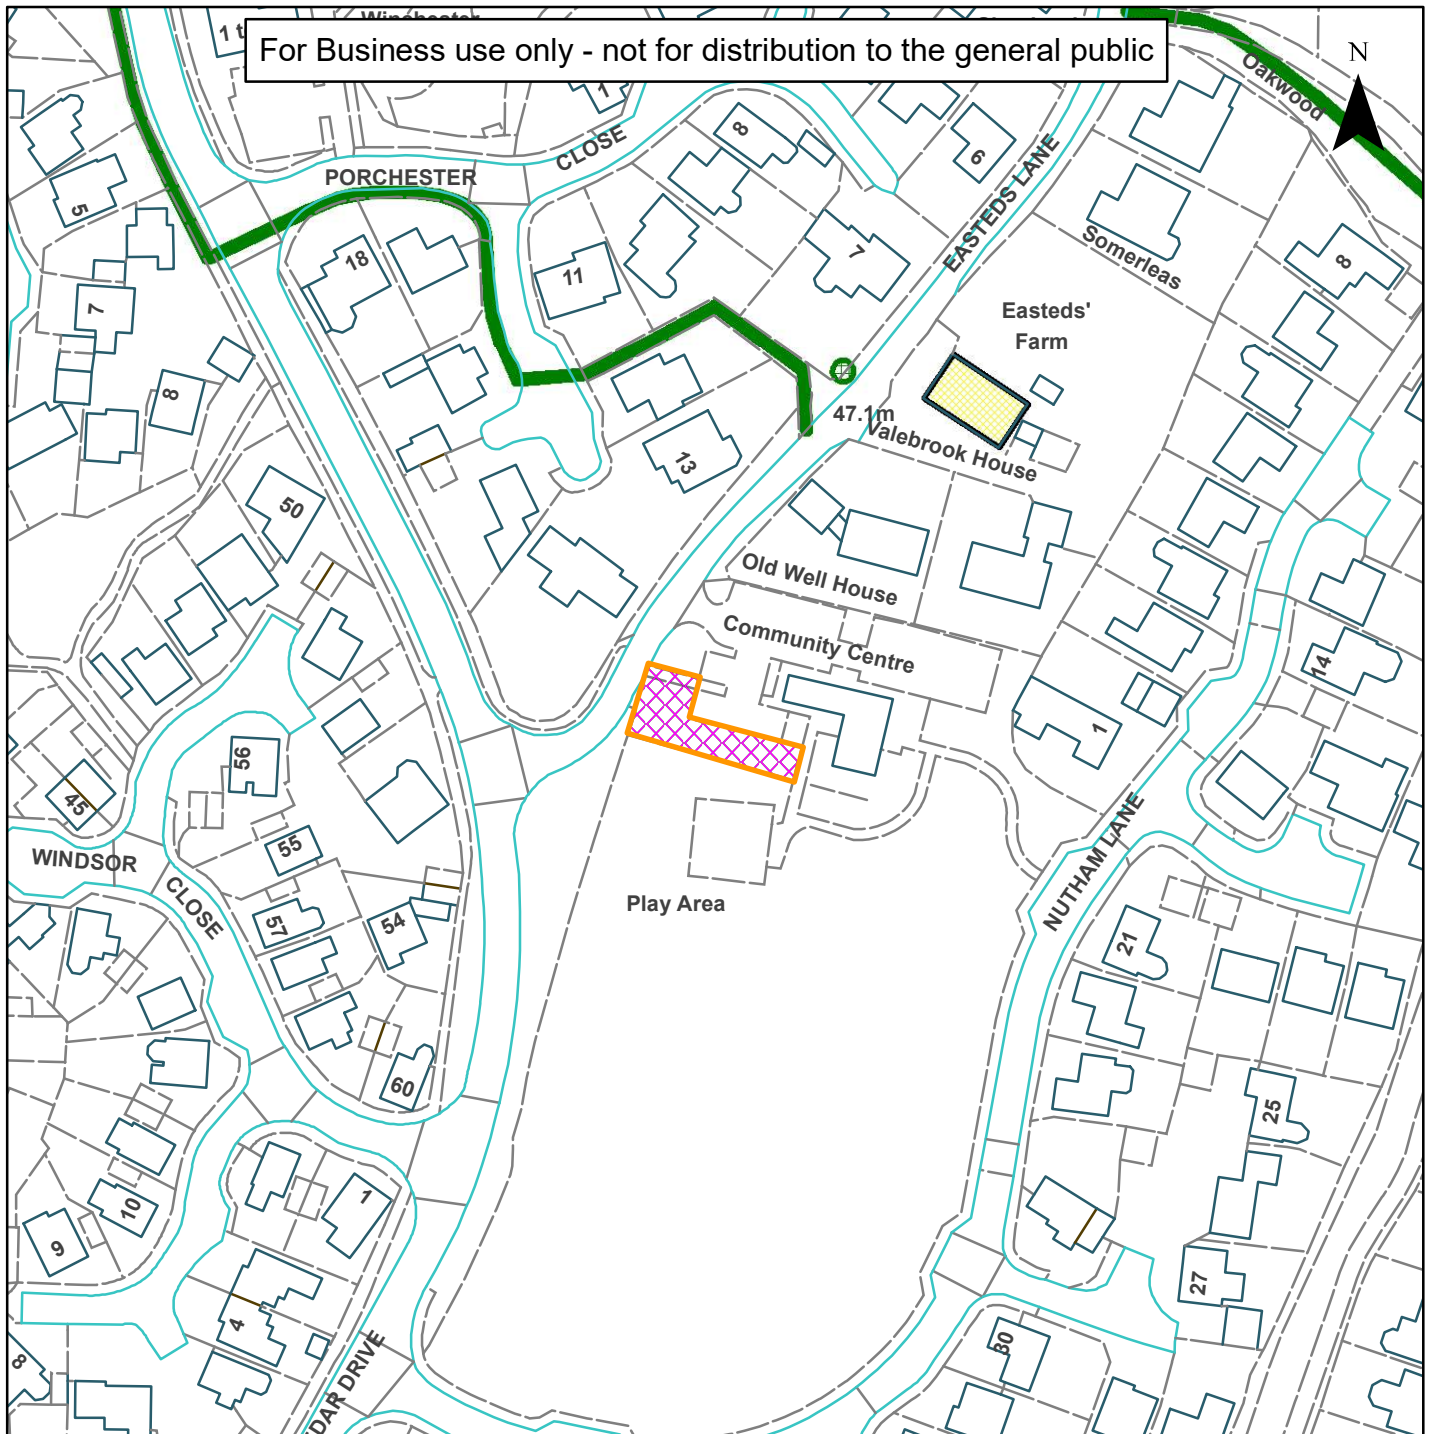 For Business use only - not for distribution to the general public
N
Oakwood
1
CLOSE
8
6
EASTEDS LANE
PORCHESTER
5
18
11
7
Somerleas
8
Easteds'
Farm
7
8
47.1m
Valebrook House
13
50
Old Well House
Community Centre
14
1
56
45
55
WINDSOR
CLOSE
57
54
Play Area
NUTHAM LANE
21
60
25
10
1
9
27
4
30
8
DAR DRIVE